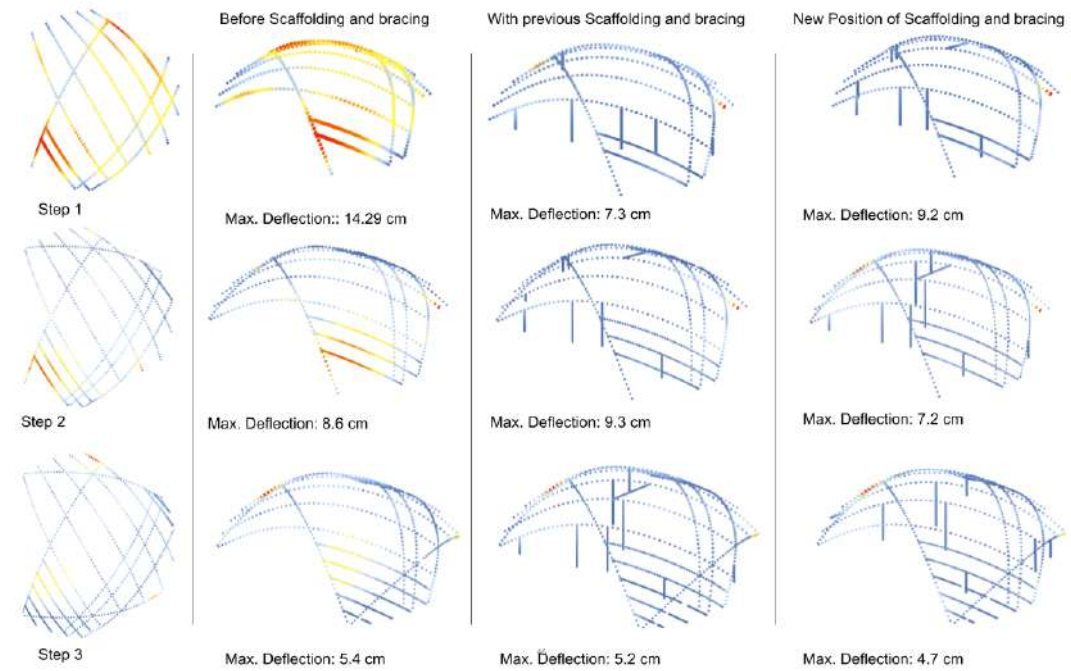 Before Scaffolding and bracing
With previous Scaffolding and bracing
New Position of Scaffolding and bracing
Step 1
Max. Deflection:: 14.29 cm
Max. Deflection: 7.3 cm
Max. Deflection: 9.2 cm
Step 2
Max. Deflection: 8.6 cm
Max. Deflection: 9.3 cm
Max. Deflection: 7.2 cm
Step 3
Max. Deflection: 5.4 cm
Max. Deflection: 5.2 cm
Max. Deflection: 4.7 cm